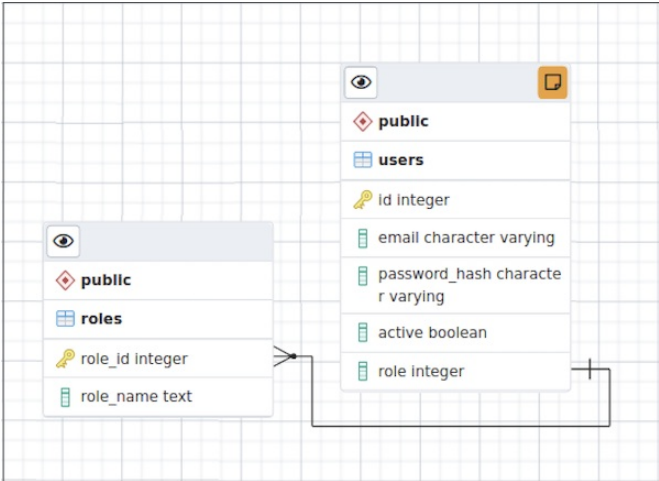 public
users
id integer
email character varying
password_hash characte
r varying
active boolean
role integer
public
roles
role_id integer
role_name text